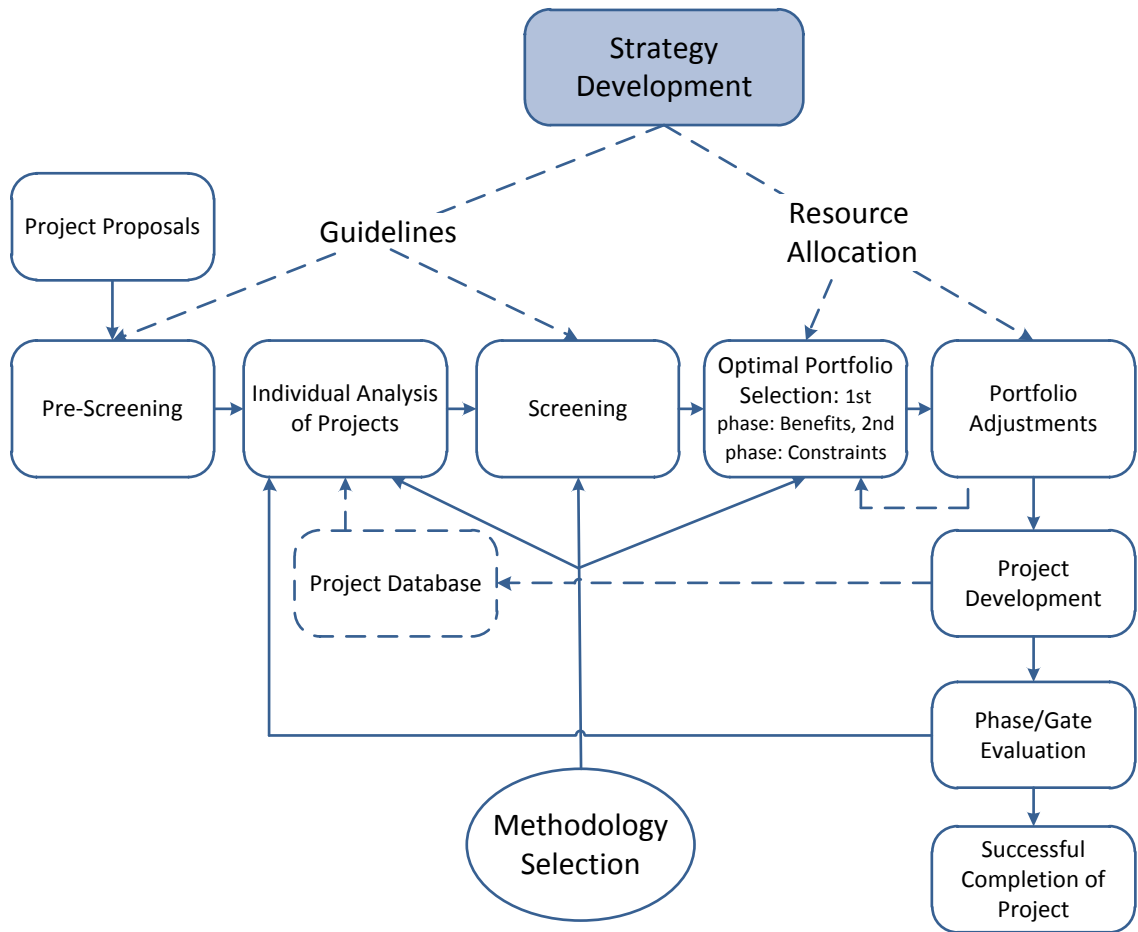 Strategy
Development
Project Proposals
Guidelines
Resource
Allocation
Pre-Screening
Individual Analysis
of Projects
Screening
Optimal Portfolio
Selection: 1st
phase: Benefits, 2nd
phase: Constraints
Portfolio
Adjustments
Project Database
Project
Development
Phase/Gate
Evaluation
Methodology
Selection
Successful
Completion of
Project